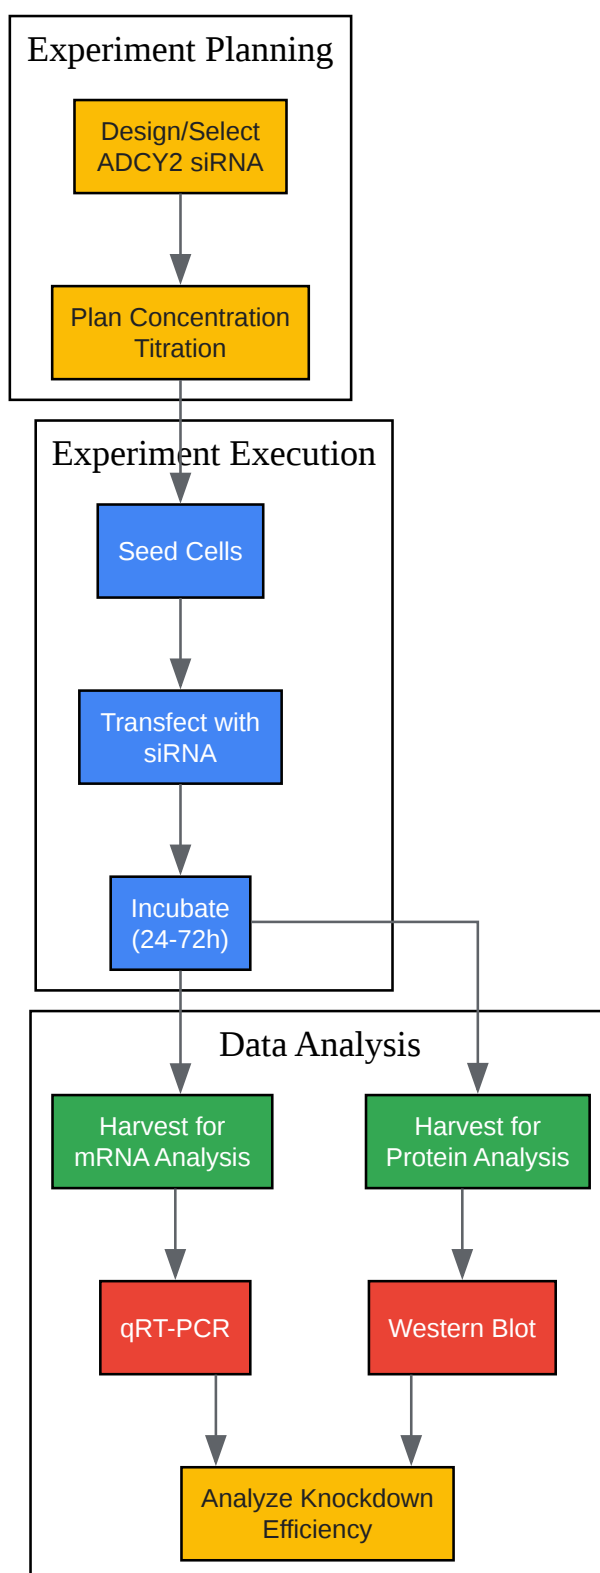 Experiment Planning
Design/Select
ADCY2 siRNA
Plan Concentration
Titration
Experiment Execution
Seed Cells
Transfect with
siRNA
Incubate
(24-72h)
Data Analysis
Harvest for
mRNA Analysis
Harvest for
Protein Analysis
qRT-PCR
Western Blot
Analyze Knockdown
Efficiency